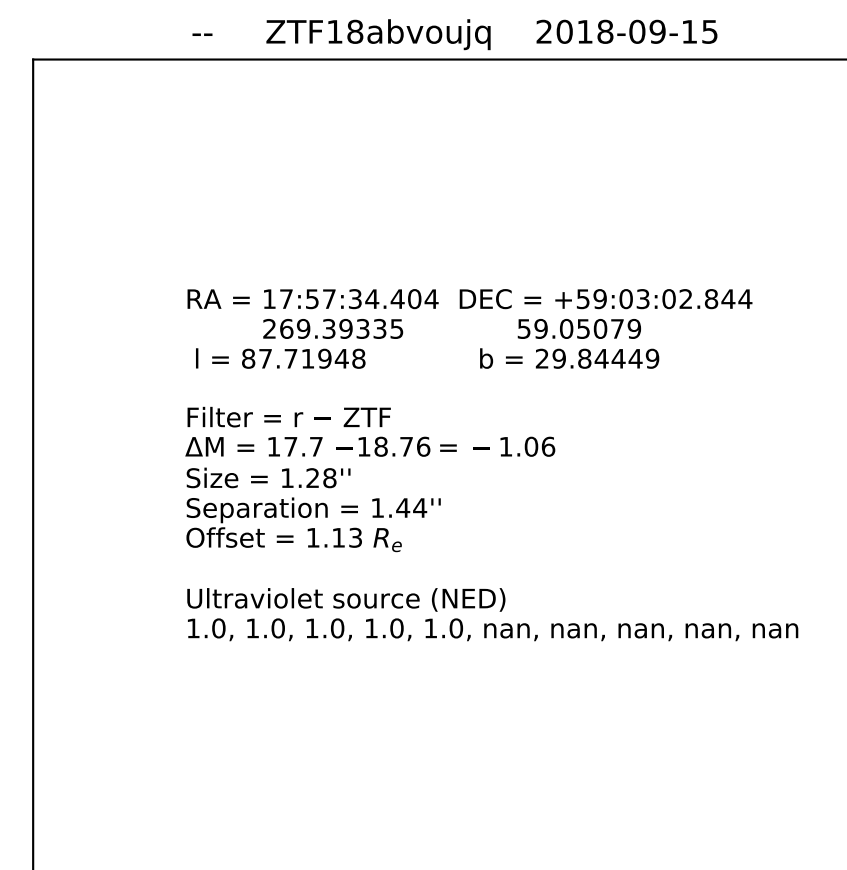 -- ZTF18abvoujq 2018-09-15
RA = 17:57:34.404 DEC = +59:03:02.844
269.39335 59.05079
l = 87.71948 b = 29.84449
Filter = r − ZTF
ΔM = 17.7 −18.76 = − 1.06
Size = 1.28''
Separation = 1.44''
Offset = 1.13 Re
Ultraviolet source (NED)
1.0, 1.0, 1.0, 1.0, 1.0, nan, nan, nan, nan, nan